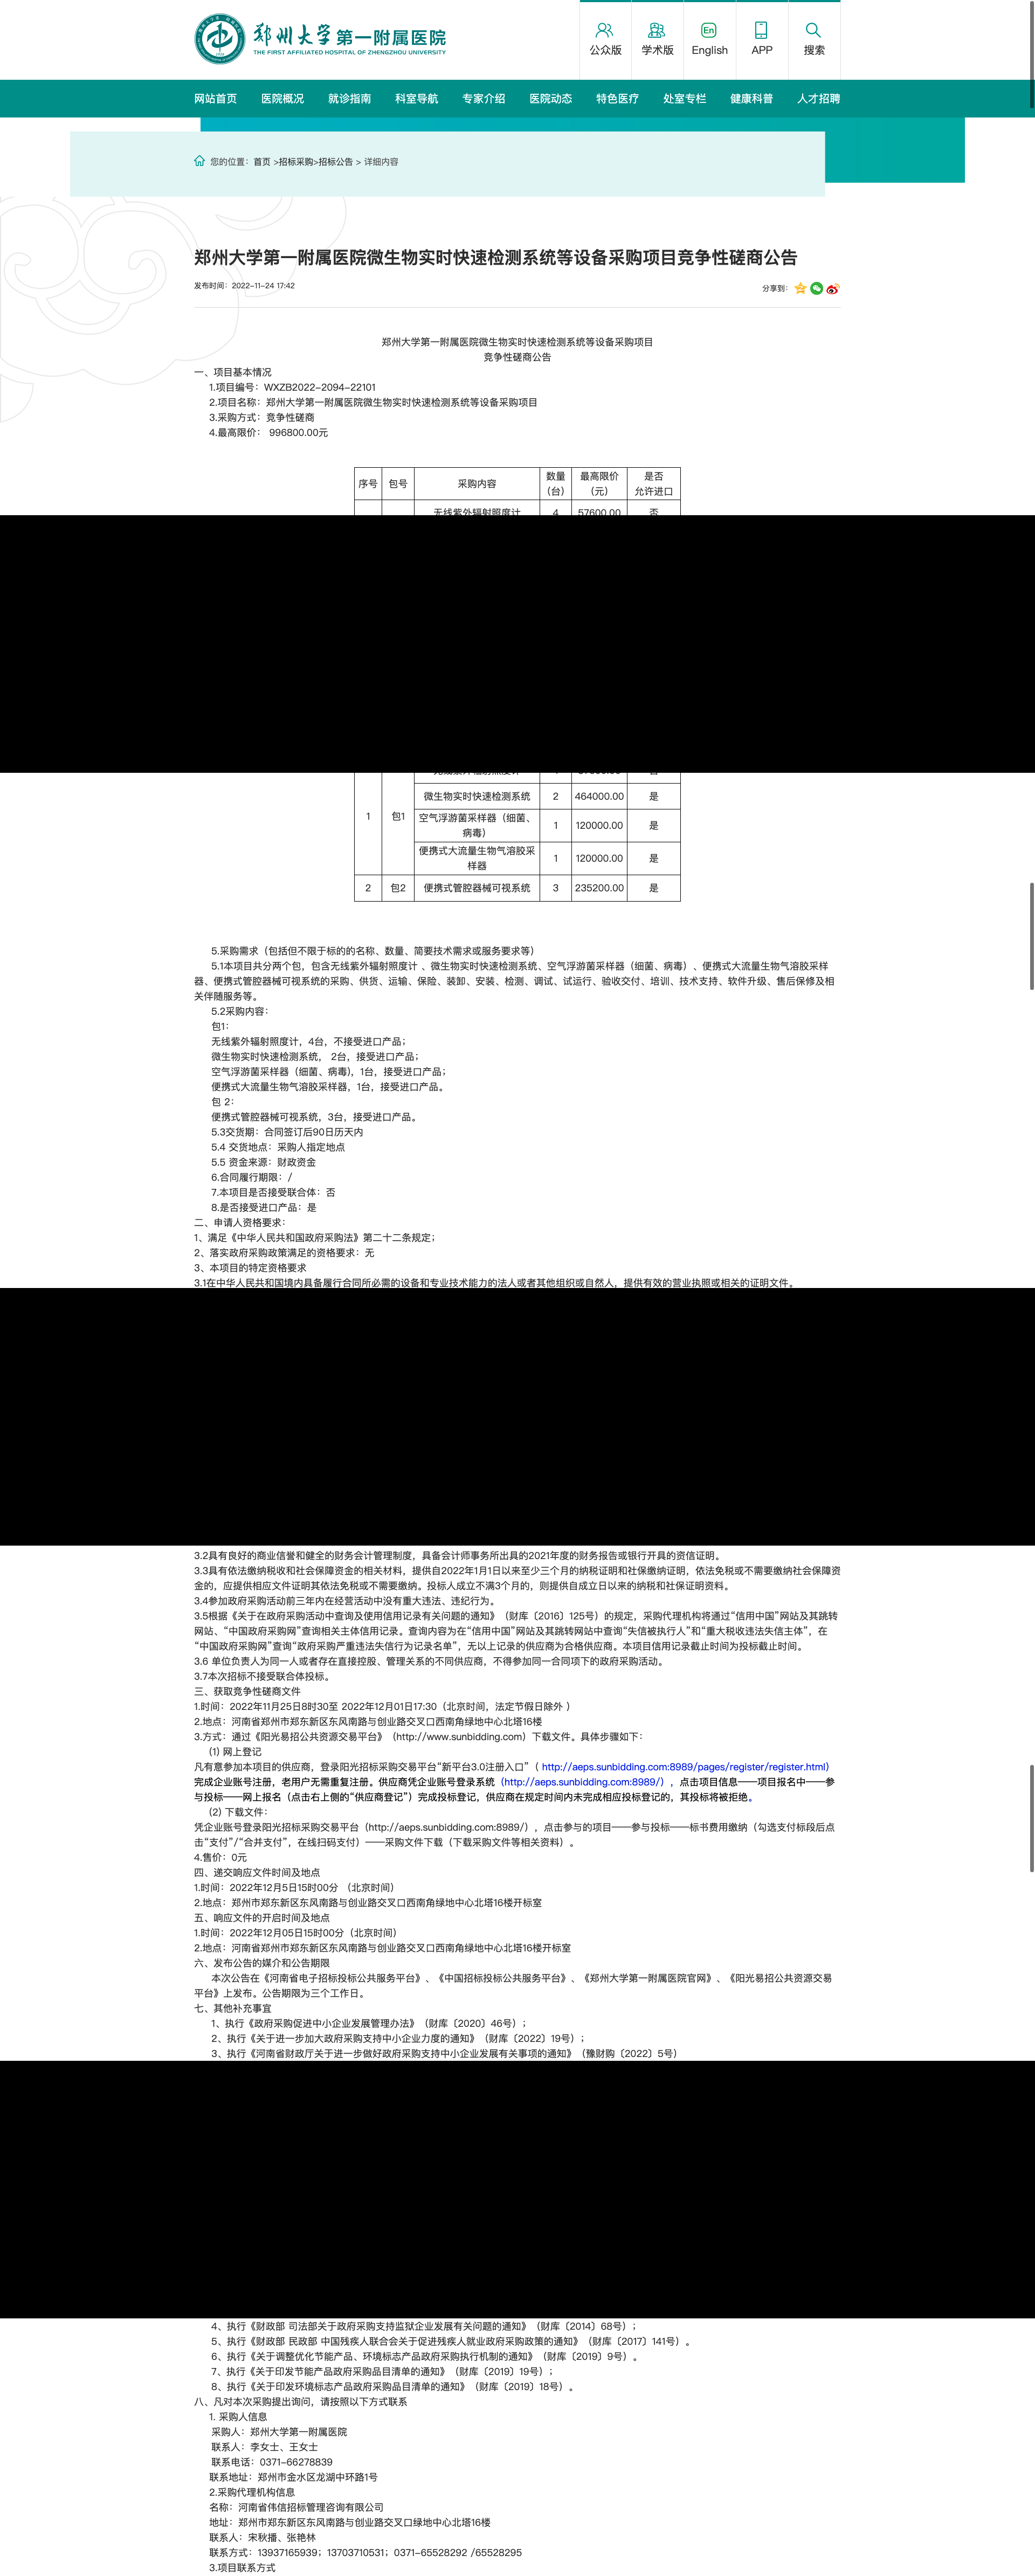 郑州大学第一附属医院
THE FIRST AFFILIATED HOSPITAL OF ZHENGZHOU UNIVERSITY
公众版 学术版 English APP 搜索
网站首页 医院概况 就诊指南 科室导航 专家介绍 医院动态 特色医疗 处室专栏 健康科普 人才招聘
您的位置：首页 >招标采购>招标公告 > 详细内容
郑州大学第一附属医院微生物实时快速检测系统等设备采购项目竞争性磋商公告
发布时间：2022-11-24 17:42
分享到：
郑州大学第一附属医院微生物实时快速检测系统等设备采购项目
竞争性磋商公告
一、项目基本情况
1.项目编号：WXZB2022-2094-22101
2.项目名称：郑州大学第一附属医院微生物实时快速检测系统等设备采购项目
3.采购方式：竞争性磋商
4.最高限价： 996800.00元
序号 包号 采购内容 数量（台） 最高限价（元） 是否允许进口
无线紫外辐射照度计 4 57600.00 否
1 包1 微生物实时快速检测系统 2 464000.00 是
空气浮游菌采样器（细菌、病毒） 1 120000.00 是
便携式大流量生物气溶胶采样器 1 120000.00 是
2 包2 便携式管腔器械可视系统 3 235200.00 是
5.采购需求（包括但不限于标的的名称、数量、简要技术需求或服务要求等）
5.1本项目共分两个包，包含无线紫外辐射照度计 、微生物实时快速检测系统、空气浮游菌采样器（细菌、病毒）、便携式大流量生物气溶胶采样
器、便携式管腔器械可视系统的采购、供货、运输、保险、装卸、安装、检测、调试、试运行、验收交付、培训、技术支持、软件升级、售后保修及相
关伴随服务等。
5.2采购内容：
包1：
无线紫外辐射照度计，4台，不接受进口产品；
微生物实时快速检测系统， 2台，接受进口产品；
空气浮游菌采样器（细菌、病毒)，1台，接受进口产品；
便携式大流量生物气溶胶采样器，1台，接受进口产品。
包 2：
便携式管腔器械可视系统，3台，接受进口产品。
5.3交货期：合同签订后90日历天内
5.4 交货地点：采购人指定地点
5.5 资金来源：财政资金
6.合同履行期限：/
7.本项目是否接受联合体：否
8.是否接受进口产品：是
二、申请人资格要求：
1、满足《中华人民共和国政府采购法》第二十二条规定；
2、落实政府采购政策满足的资格要求：无
3、本项目的特定资格要求
3.1在中华人民共和国境内具备履行合同所必需的设备和专业技术能力的法人或者其他组织或自然人，提供有效的营业执照或相关的证明文件。
3.2具有良好的商业信誉和健全的财务会计管理制度，具备会计师事务所出具的2021年度的财务报告或银行开具的资信证明。
3.3具有依法缴纳税收和社会保障资金的相关材料，提供自2022年1月1日以来至少三个月的纳税证明和社保缴纳证明，依法免税或不需要缴纳社会保障资
金的，应提供相应文件证明其依法免税或不需要缴纳。投标人成立不满3个月的，则提供自成立日以来的纳税和社保证明资料。
3.4参加政府采购活动前三年内在经营活动中没有重大违法、违纪行为。
3.5根据《关于在政府采购活动中查询及使用信用记录有关问题的通知》（财库〔2016〕125号）的规定，采购代理机构将通过“信用中国”网站及其跳转
网站、“中国政府采购网”查询相关主体信用记录。查询内容为在“信用中国”网站及其跳转网站中查询“失信被执行人”和“重大税收违法失信主体”，在
“中国政府采购网”查询“政府采购严重违法失信行为记录名单”，无以上记录的供应商为合格供应商。本项目信用记录截止时间为投标截止时间。
3.6 单位负责人为同一人或者存在直接控股、管理关系的不同供应商，不得参加同一合同项下的政府采购活动。
3.7本次招标不接受联合体投标。
三、获取竞争性磋商文件
1.时间：2022年11月25日8时30至 2022年12月01日17:30（北京时间，法定节假日除外 ）
2.地点：河南省郑州市郑东新区东风南路与创业路交叉口西南角绿地中心北塔16楼
3.方式：通过《阳光易招公共资源交易平台》（http://www.sunbidding.com）下载文件。具体步骤如下：
(1) 网上登记
凡有意参加本项目的供应商，登录阳光招标采购交易平台“新平台3.0注册入口”（ http://aeps.sunbidding.com:8989/pages/register/register.html）
完成企业账号注册，老用户无需重复注册。供应商凭企业账号登录系统（http://aeps.sunbidding.com:8989/），点击项目信息——项目报名中——参
与投标——网上报名（点击右上侧的“供应商登记”）完成投标登记，供应商在规定时间内未完成相应投标登记的，其投标将被拒绝。
(2) 下载文件：
凭企业账号登录阳光招标采购交易平台（http://aeps.sunbidding.com:8989/），点击参与的项目——参与投标——标书费用缴纳（勾选支付标段后点
击“支付”/“合并支付”，在线扫码支付）——采购文件下载（下载采购文件等相关资料）。
4.售价：0元
四、递交响应文件时间及地点
1.时间：2022年12月5日15时00分 （北京时间）
2.地点：郑州市郑东新区东风南路与创业路交叉口西南角绿地中心北塔16楼开标室
五、响应文件的开启时间及地点
1.时间：2022年12月05日15时00分（北京时间）
2.地点：河南省郑州市郑东新区东风南路与创业路交叉口西南角绿地中心北塔16楼开标室
六、发布公告的媒介和公告期限
本次公告在《河南省电子招标投标公共服务平台》、《中国招标投标公共服务平台》、《郑州大学第一附属医院官网》、《阳光易招公共资源交易
平台》上发布。公告期限为三个工作日。
七、其他补充事宜
1、执行《政府采购促进中小企业发展管理办法》（财库〔2020〕46号）；
2、执行《关于进一步加大政府采购支持中小企业力度的通知》（财库〔2022〕19号）；
3、执行《河南省财政厅关于进一步做好政府采购支持中小企业发展有关事项的通知》（豫财购〔2022〕5号）
4、执行《财政部 司法部关于政府采购支持监狱企业发展有关问题的通知》（财库〔2014〕68号）；
5、执行《财政部 民政部 中国残疾人联合会关于促进残疾人就业政府采购政策的通知》（财库〔2017〕141号）。
6、执行《关于调整优化节能产品、环境标志产品政府采购执行机制的通知》（财库〔2019〕9号）。
7、执行《关于印发节能产品政府采购品目清单的通知》（财库〔2019〕19号）；
8、执行《关于印发环境标志产品政府采购品目清单的通知》（财库〔2019〕18号）。
八、凡对本次采购提出询问，请按照以下方式联系
1. 采购人信息
采购人：郑州大学第一附属医院
联系人：李女士、王女士
联系电话：0371-66278839
联系地址：郑州市金水区龙湖中环路1号
2.采购代理机构信息
名称：河南省伟信招标管理咨询有限公司
地址：郑州市郑东新区东风南路与创业路交叉口绿地中心北塔16楼
联系人：宋秋播、张艳林
联系方式：13937165939；13703710531；0371-65528292 /65528295
3.项目联系方式